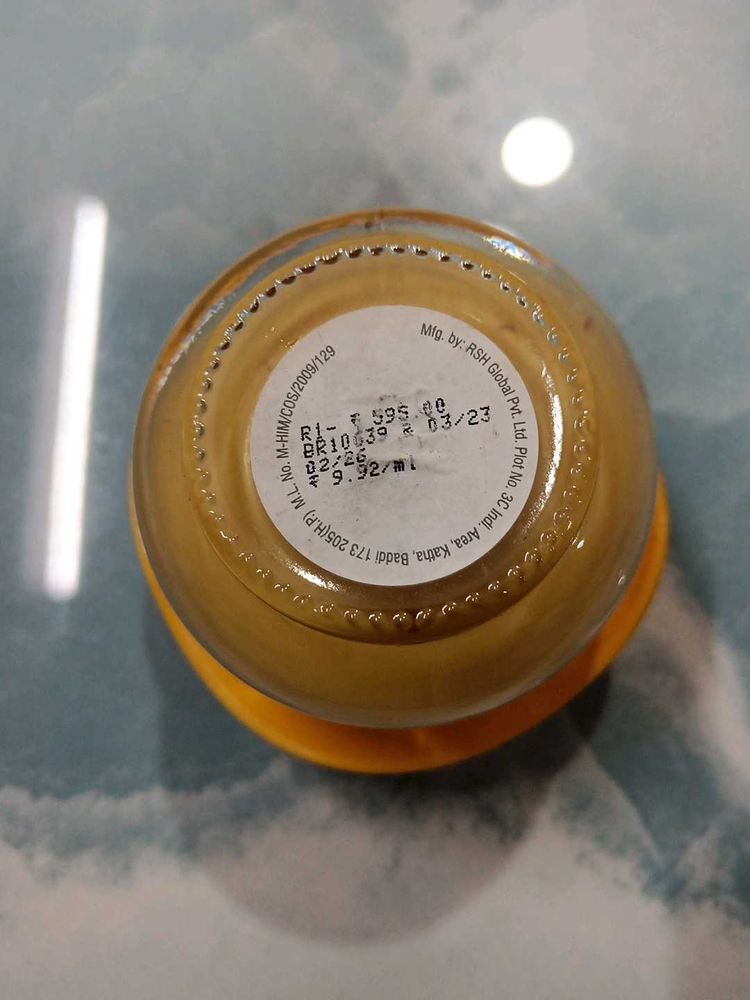 M.L. No. M-HIM/COS/2009/129
Mfg. by: RSH Global Pvt. Ltd. Plot No. 3C Indl. Area, Katha, Baddi 173 205(H.P.)
R1- ₹ 595.00
BR10639 & 03/23
02/26
₹ 9.92/ml